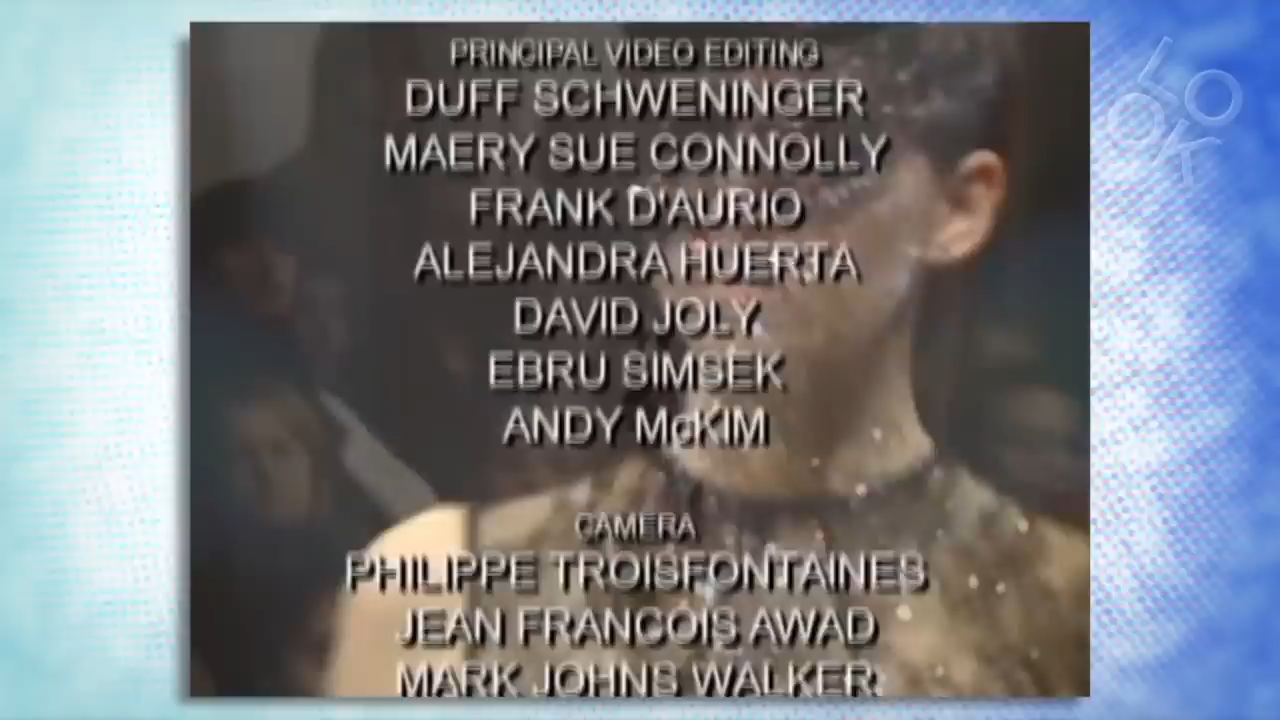 PRINCIPAL VIDEO EDITING
DUFF SCHWENINGER
MAERY SUE CONNOLLY
FRANK D'AURIO
ALEJANDRA HUERTA
DAVID JOLY
EBRU SIMSEK
ANDY McKIM
CAMERA
PHILIPPE TROISFONTAINES
JEAN FRANCOIS AWAD
MARK JOHNS WALKER
LOOK